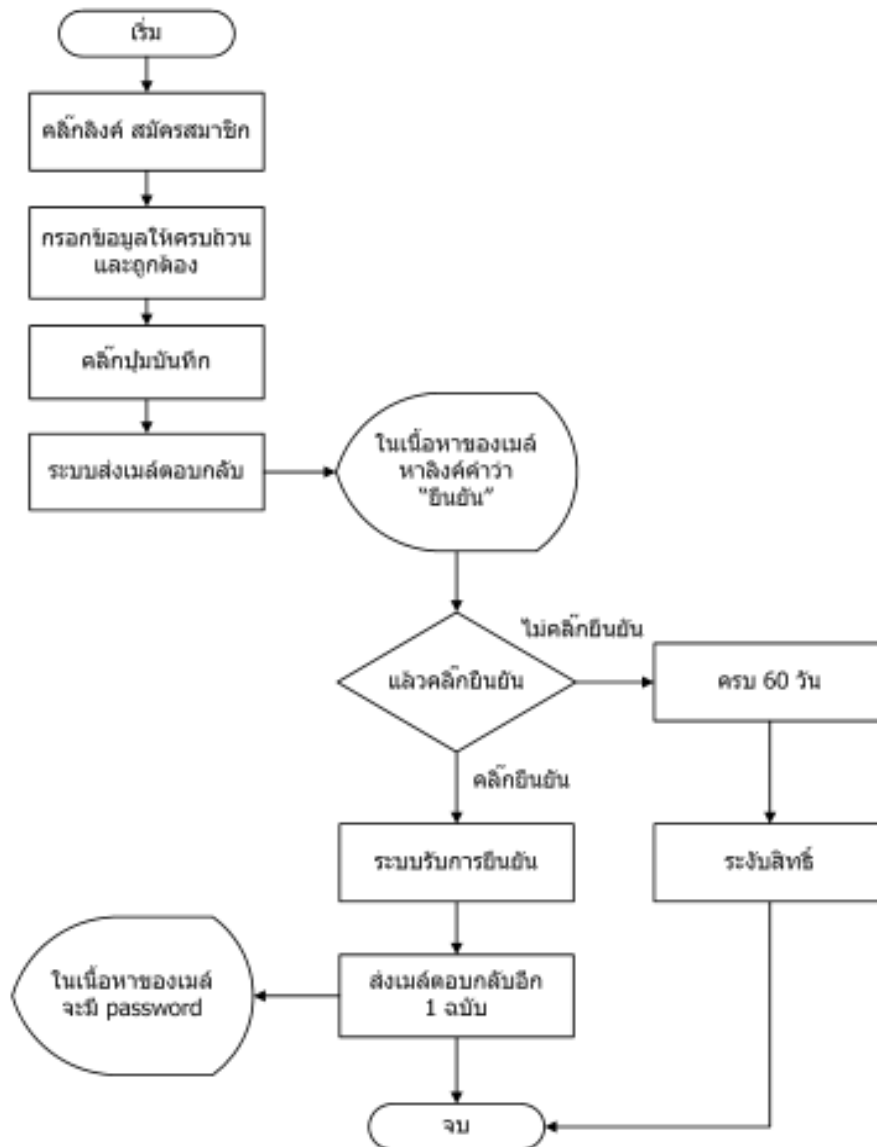 เริ่ม
คลิ๊กลิงค์ สมัครสมาชิก
กรอกข้อมูลให้ครบถ้วน
และถูกต้อง
คลิ๊กปุ่มบันทึก
ระบบส่งเมล์ตอบกลับ
ในเนื้อหาของเมล์
หาลิงค์คำว่า
"ยืนยัน"
ไม่คลิ๊กยืนยัน
แล้วคลิ๊กยืนยัน
ครบ 60 วัน
คลิ๊กยืนยัน
ระบบรับการยืนยัน
ระงับสิทธิ์
ในเนื้อหาของเมล์
จะมี password
ส่งเมล์ตอบกลับอีก
1 ฉบับ
จบ